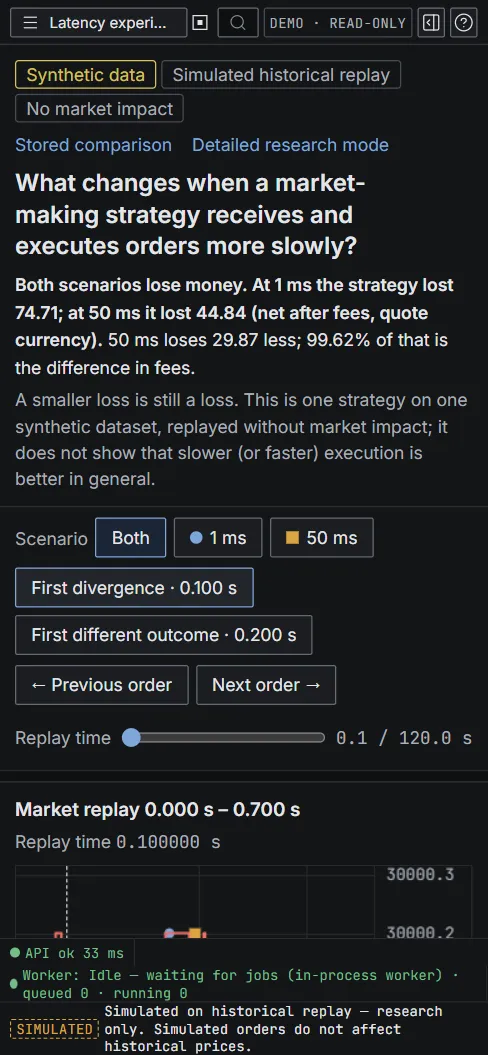 Latency experi...
DEMO · READ-ONLY
Synthetic data
Simulated historical replay
No market impact
Stored comparison
Detailed research mode
What changes when a market-
making strategy receives and
executes orders more slowly?
Both scenarios lose money. At 1 ms the strategy lost
74.71; at 50 ms it lost 44.84 (net after fees, quote
currency). 50 ms loses 29.87 less; 99.62% of that is
the difference in fees.
A smaller loss is still a loss. This is one strategy on one
synthetic dataset, replayed without market impact; it
does not show that slower (or faster) execution is
better in general.
Scenario
Both
1 ms
50 ms
First divergence · 0.100 s
First different outcome · 0.200 s
← Previous order
Next order →
Replay time
0.1 / 120.0 s
Market replay 0.000 s – 0.700 s
Replay time 0.100000 s
30000.3
30000.2
API ok 33 ms
Worker: Idle — waiting for jobs (in-process worker) ·
queued 0 · running 0
SIMULATED
Simulated on historical replay — research
only. Simulated orders do not affect
historical prices.